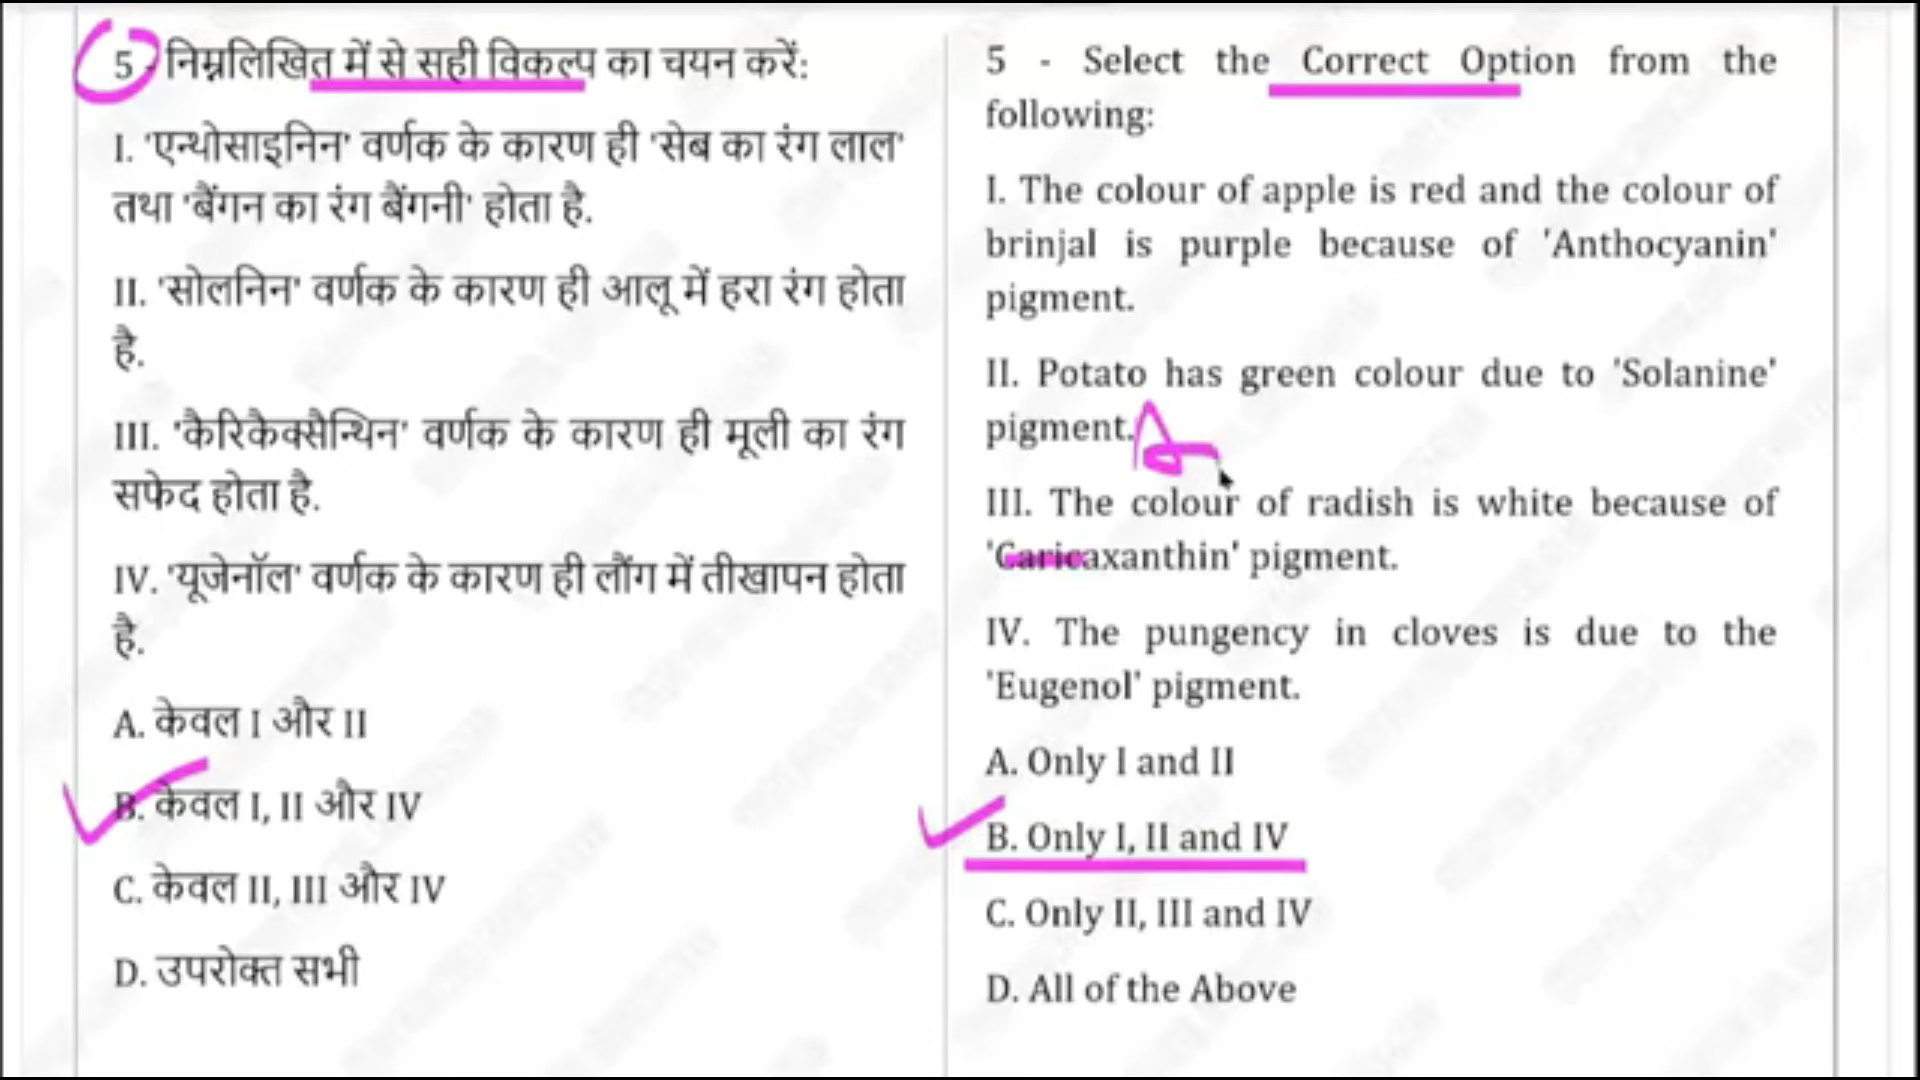 5 - निम्नलिखित में से सही विकल्प का चयन करें:
I. 'एन्थोसाइनिन' वर्णक के कारण ही 'सेब का रंग लाल'
तथा 'बैंगन का रंग बैंगनी' होता है.
II. 'सोलनिन' वर्णक के कारण ही आलू में हरा रंग होता
है.
III. 'कैरिकैक्सैन्थिन' वर्णक के कारण ही मूली का रंग
सफेद होता है.
IV. 'यूजेनॉल' वर्णक के कारण ही लौंग में तीखापन होता
है.
A. केवल I और II
B. केवल I, II और IV
C. केवल II, III और IV
D. उपरोक्त सभी
5 - Select the Correct Option from the
following:
I. The colour of apple is red and the colour of
brinjal is purple because of 'Anthocyanin'
pigment.
II. Potato has green colour due to 'Solanine'
pigment.
III. The colour of radish is white because of
'Caricaxanthin' pigment.
IV. The pungency in cloves is due to the
'Eugenol' pigment.
A. Only I and II
B. Only I, II and IV
C. Only II, III and IV
D. All of the Above